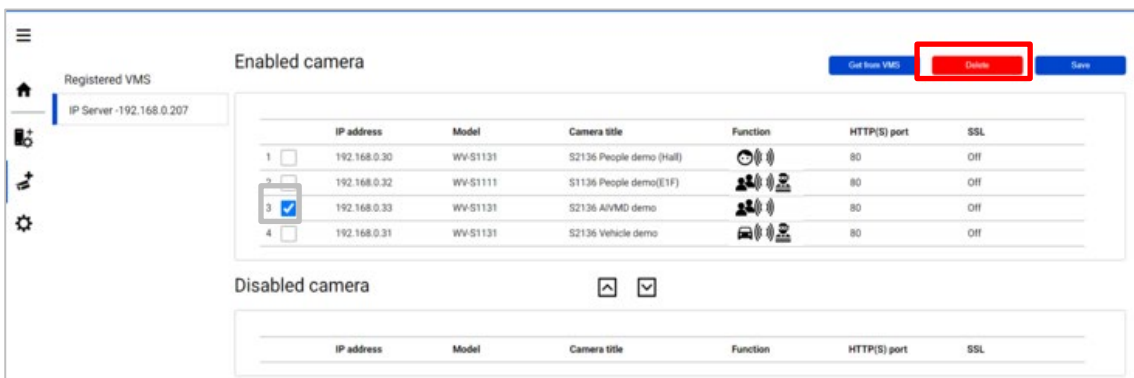 Enabled camera
Get from VMS Delete Save
Registered VMS
IP Server -192.168.0.207
IP address Model Camera title Function HTTP(S) port SSL
1 192.168.0.30 WV-S1131 S2136 People demo (Hall) 80 Off
2 192.168.0.32 WV-S1111 S1136 People demo(E1F) 80 Off
3 192.168.0.33 WV-S1131 S2136 AIVMD demo 80 Off
4 192.168.0.31 WV-S1131 S2136 Vehicle demo 80 Off
Disabled camera
IP address Model Camera title Function HTTP(S) port SSL